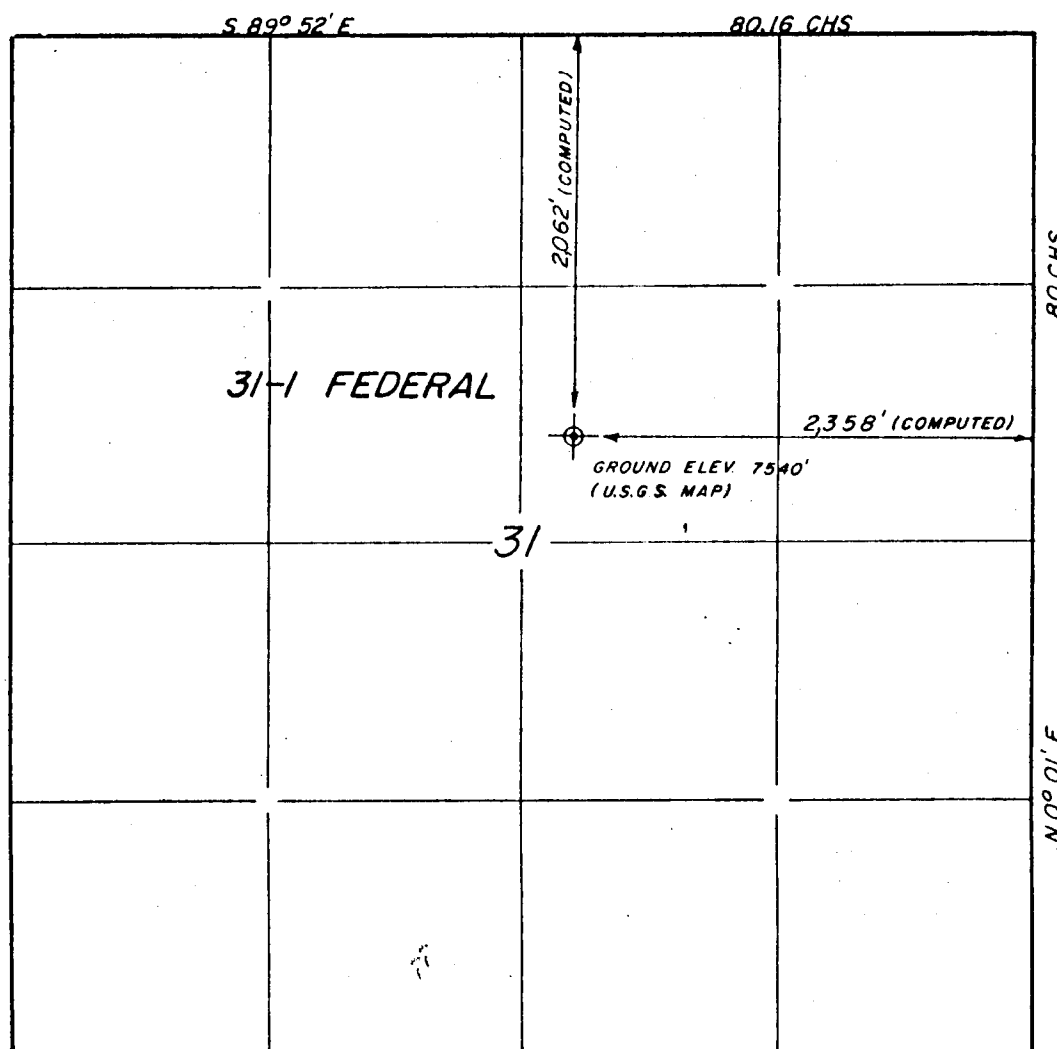 S 89° 52' E
80.16 CHS
2,062' (COMPUTED)
80 CHS
31-1 FEDERAL
2,358' (COMPUTED)
GROUND ELEV. 7540'
(U.S.G.S. MAP)
31
N 0° 01' E